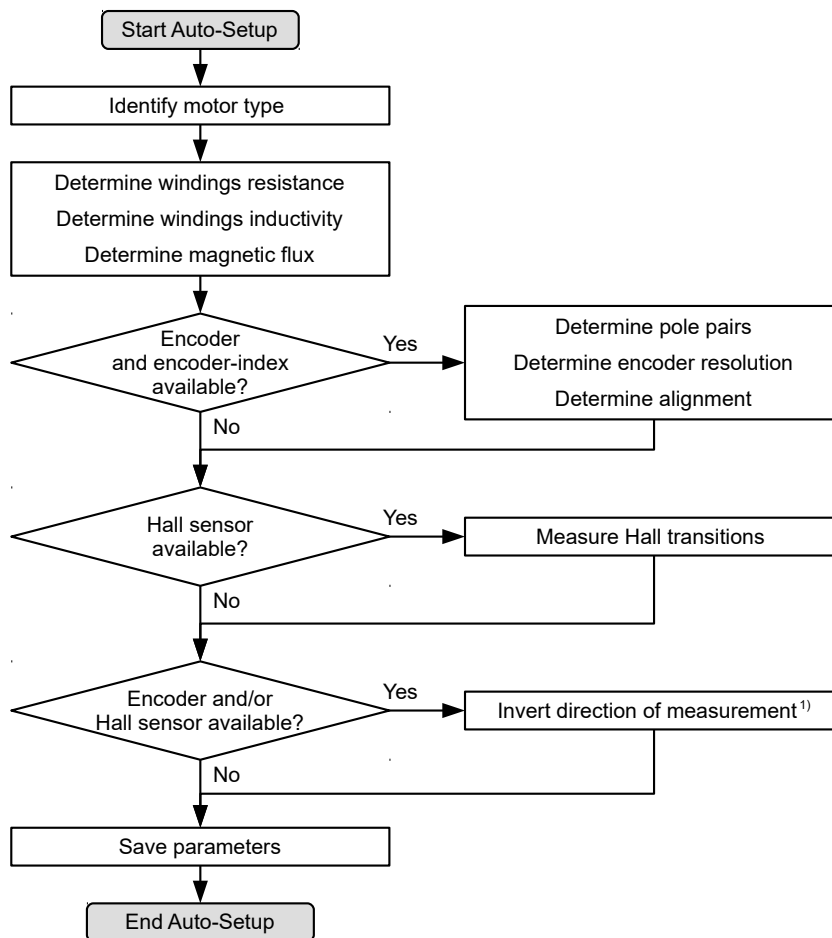 Start Auto-Setup
Identify motor type
Determine windings resistance
Determine windings inductivity
Determine magnetic flux
Encoder
and encoder-index
available?
Yes
Determine pole pairs
Determine encoder resolution
Determine alignment
No
Hall sensor
available?
Yes
Measure Hall transitions
No
Encoder and/or
Hall sensor available?
Yes
Invert direction of measurement 1)
No
Save parameters
End Auto-Setup